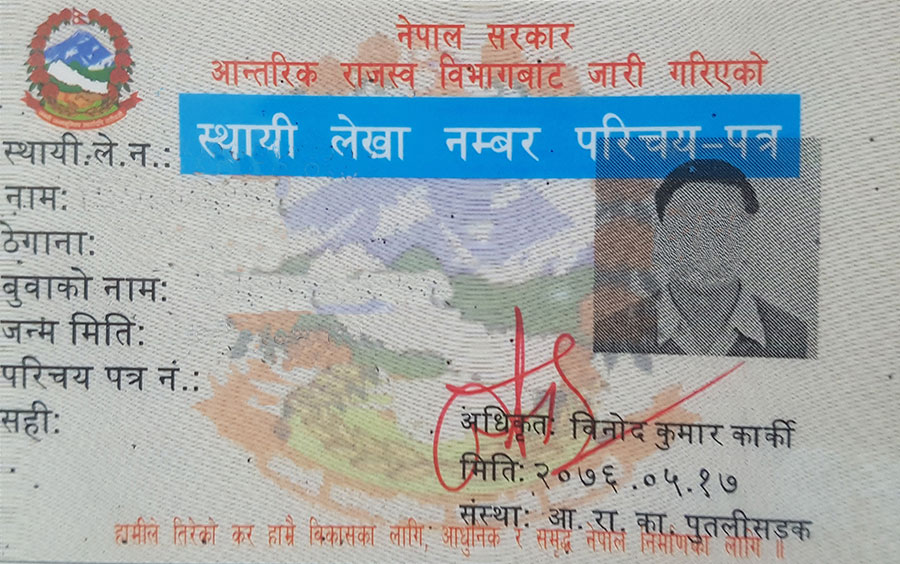 नेपाल सरकार
आन्तरिक राजस्व विभागबाट जारी गरिएको
स्थायी लेखा नम्बर परिचय-पत्र
स्थायी.ले.न.:
नाम:
ठेगाना:
बुवाको नाम:
जन्म मिति:
परिचय पत्र नं.:
सही:
अधिकृत: विनोद कुमार कार्की
मिति: २०७६.०५.१७
संस्था: आ. रा. का. पुतलीसडक
हामीले तिरेको कर हाम्रै विकासका लागि, आधुनिक र समृद्ध नेपाल निर्माणका लागि ॥